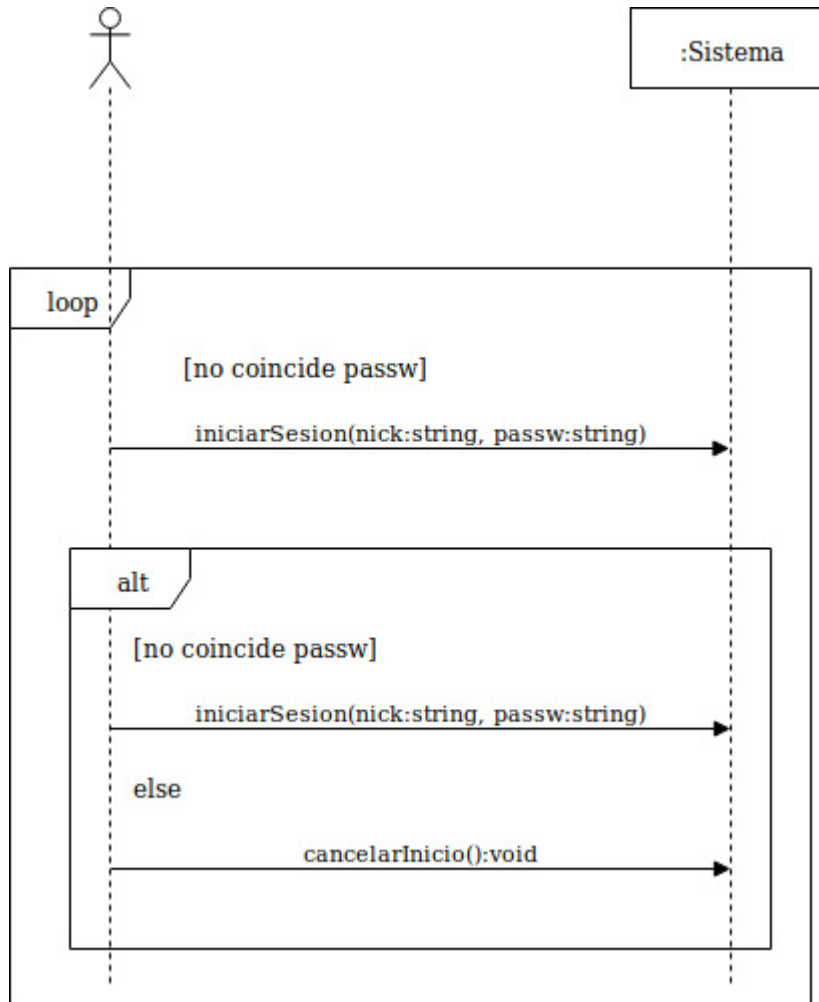 :Sistema
loop
[no coincide passw]
iniciarSesion(nick:string, passw:string)
alt
[no coincide passw]
iniciarSesion(nick:string, passw:string)
else
cancelarInicio():void